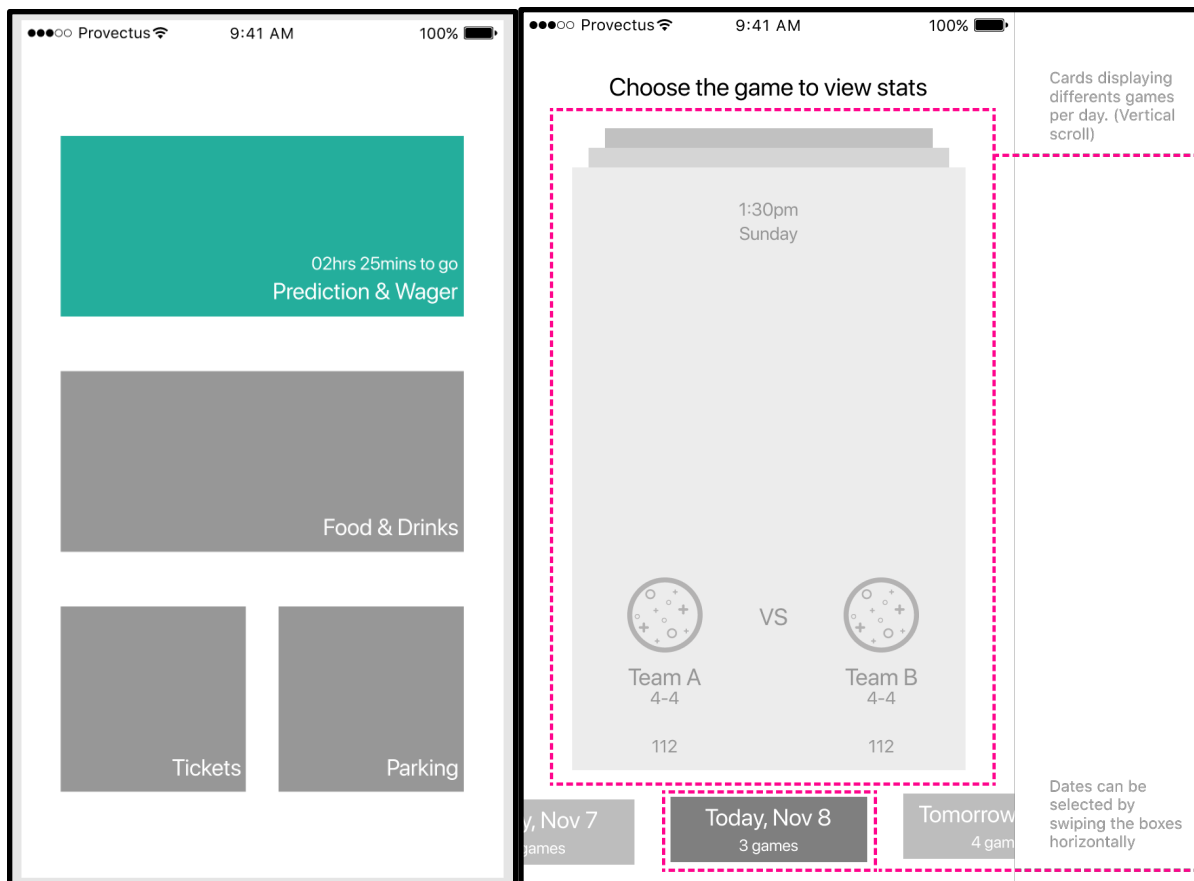 Provectus
9:41 AM
100%
02hrs 25mins to go
Prediction & Wager
Food & Drinks
Tickets
Parking
Provectus
9:41 AM
100%
Choose the game to view stats
1:30pm
Sunday
VS
Team A
Team B
4-4
4-4
112
112
y, Nov 7
games
Today, Nov 8
3 games
Tomorrow
4 gam
Cards displaying
differents games
per day. (Vertical
scroll)
Dates can be
selected by
swiping the boxes
horizontally